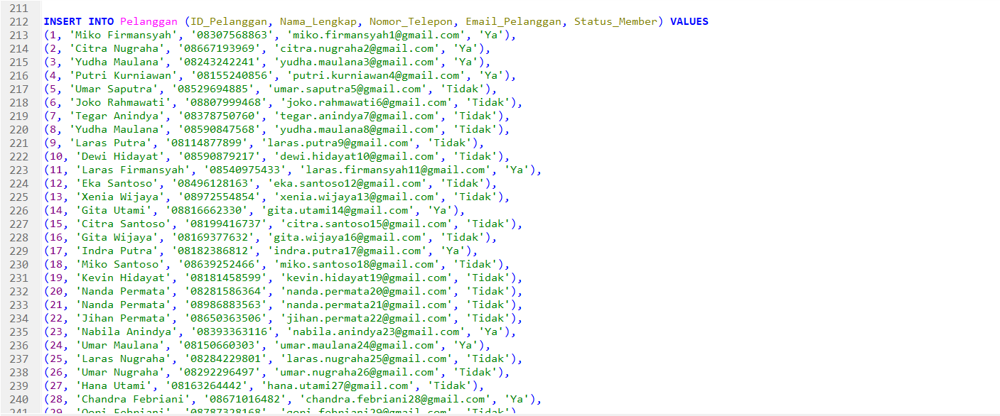 211
212 INSERT INTO Pelanggan (ID_Pelanggan, Nama_Lengkap, Nomor_Telepon, Email_Pelanggan, Status_Member) VALUES
213 (1, 'Miko Firmansyah', '08307568863', 'miko.firmansyah1@gmail.com', 'Ya'),
214 (2, 'Citra Nugraha', '08667193969', 'citra.nugraha2@gmail.com', 'Ya'),
215 (3, 'Yudha Maulana', '08243242241', 'yudha.maulana3@gmail.com', 'Ya'),
216 (4, 'Putri Kurniawan', '08155240856', 'putri.kurniawan4@gmail.com', 'Ya'),
217 (5, 'Umar Saputra', '08529694885', 'umar.saputra5@gmail.com', 'Tidak'),
218 (6, 'Joko Rahmawati', '08807999468', 'joko.rahmawati6@gmail.com', 'Tidak'),
219 (7, 'Tegar Anindya', '08378750760', 'tegar.anindya7@gmail.com', 'Tidak'),
220 (8, 'Yudha Maulana', '08590847568', 'yudha.maulana8@gmail.com', 'Tidak'),
221 (9, 'Laras Putra', '08114877899', 'laras.putra9@gmail.com', 'Tidak'),
222 (10, 'Dewi Hidayat', '08590879217', 'dewi.hidayat10@gmail.com', 'Tidak'),
223 (11, 'Laras Firmansyah', '08540975433', 'laras.firmansyah11@gmail.com', 'Ya'),
224 (12, 'Eka Santoso', '08496128163', 'eka.santoso12@gmail.com', 'Tidak'),
225 (13, 'Xenia Wijaya', '08972554854', 'xenia.wijaya13@gmail.com', 'Tidak'),
226 (14, 'Gita Utami', '08816662330', 'gita.utami14@gmail.com', 'Ya'),
227 (15, 'Citra Santoso', '08199416737', 'citra.santoso15@gmail.com', 'Tidak'),
228 (16, 'Gita Wijaya', '08169377632', 'gita.wijaya16@gmail.com', 'Tidak'),
229 (17, 'Indra Putra', '08182386812', 'indra.putra17@gmail.com', 'Ya'),
230 (18, 'Miko Santoso', '08639252466', 'miko.santoso18@gmail.com', 'Tidak'),
231 (19, 'Kevin Hidayat', '08181458599', 'kevin.hidayat19@gmail.com', 'Tidak'),
232 (20, 'Nanda Permata', '08281586364', 'nanda.permata20@gmail.com', 'Tidak'),
233 (21, 'Nanda Permata', '08986883563', 'nanda.permata21@gmail.com', 'Tidak'),
234 (22, 'Jihan Permata', '08650363506', 'jihan.permata22@gmail.com', 'Tidak'),
235 (23, 'Nabila Anindya', '08393363116', 'nabila.anindya23@gmail.com', 'Ya'),
236 (24, 'Umar Maulana', '08150660303', 'umar.maulana24@gmail.com', 'Ya'),
237 (25, 'Laras Nugraha', '08284229801', 'laras.nugraha25@gmail.com', 'Tidak'),
238 (26, 'Umar Nugraha', '08292296497', 'umar.nugraha26@gmail.com', 'Tidak'),
239 (27, 'Hana Utami', '08163264442', 'hana.utami27@gmail.com', 'Tidak'),
240 (28, 'Chandra Febriani', '08671016482', 'chandra.febriani28@gmail.com', 'Ya'),